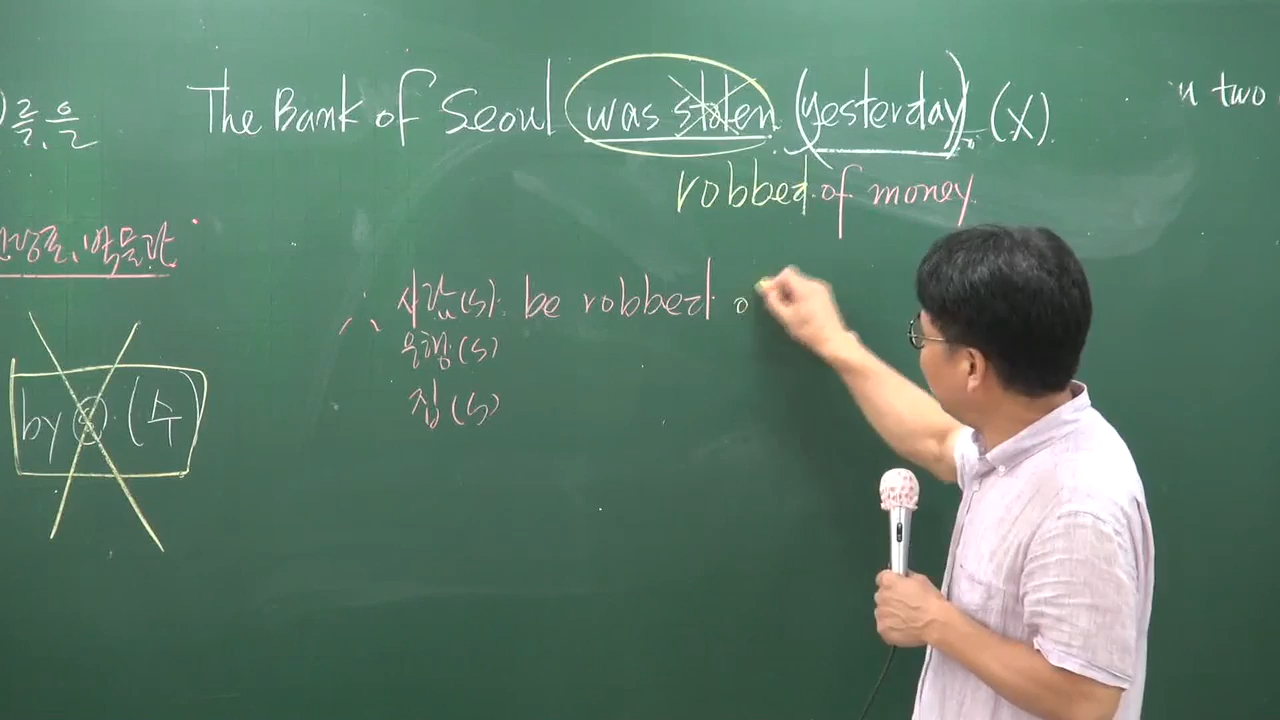 The Bank of Seoul was stolen (yesterday). (X).
robbed of money.
∴ 사람(S). be robbed o
은행(S)
집(S)
by (수
n two